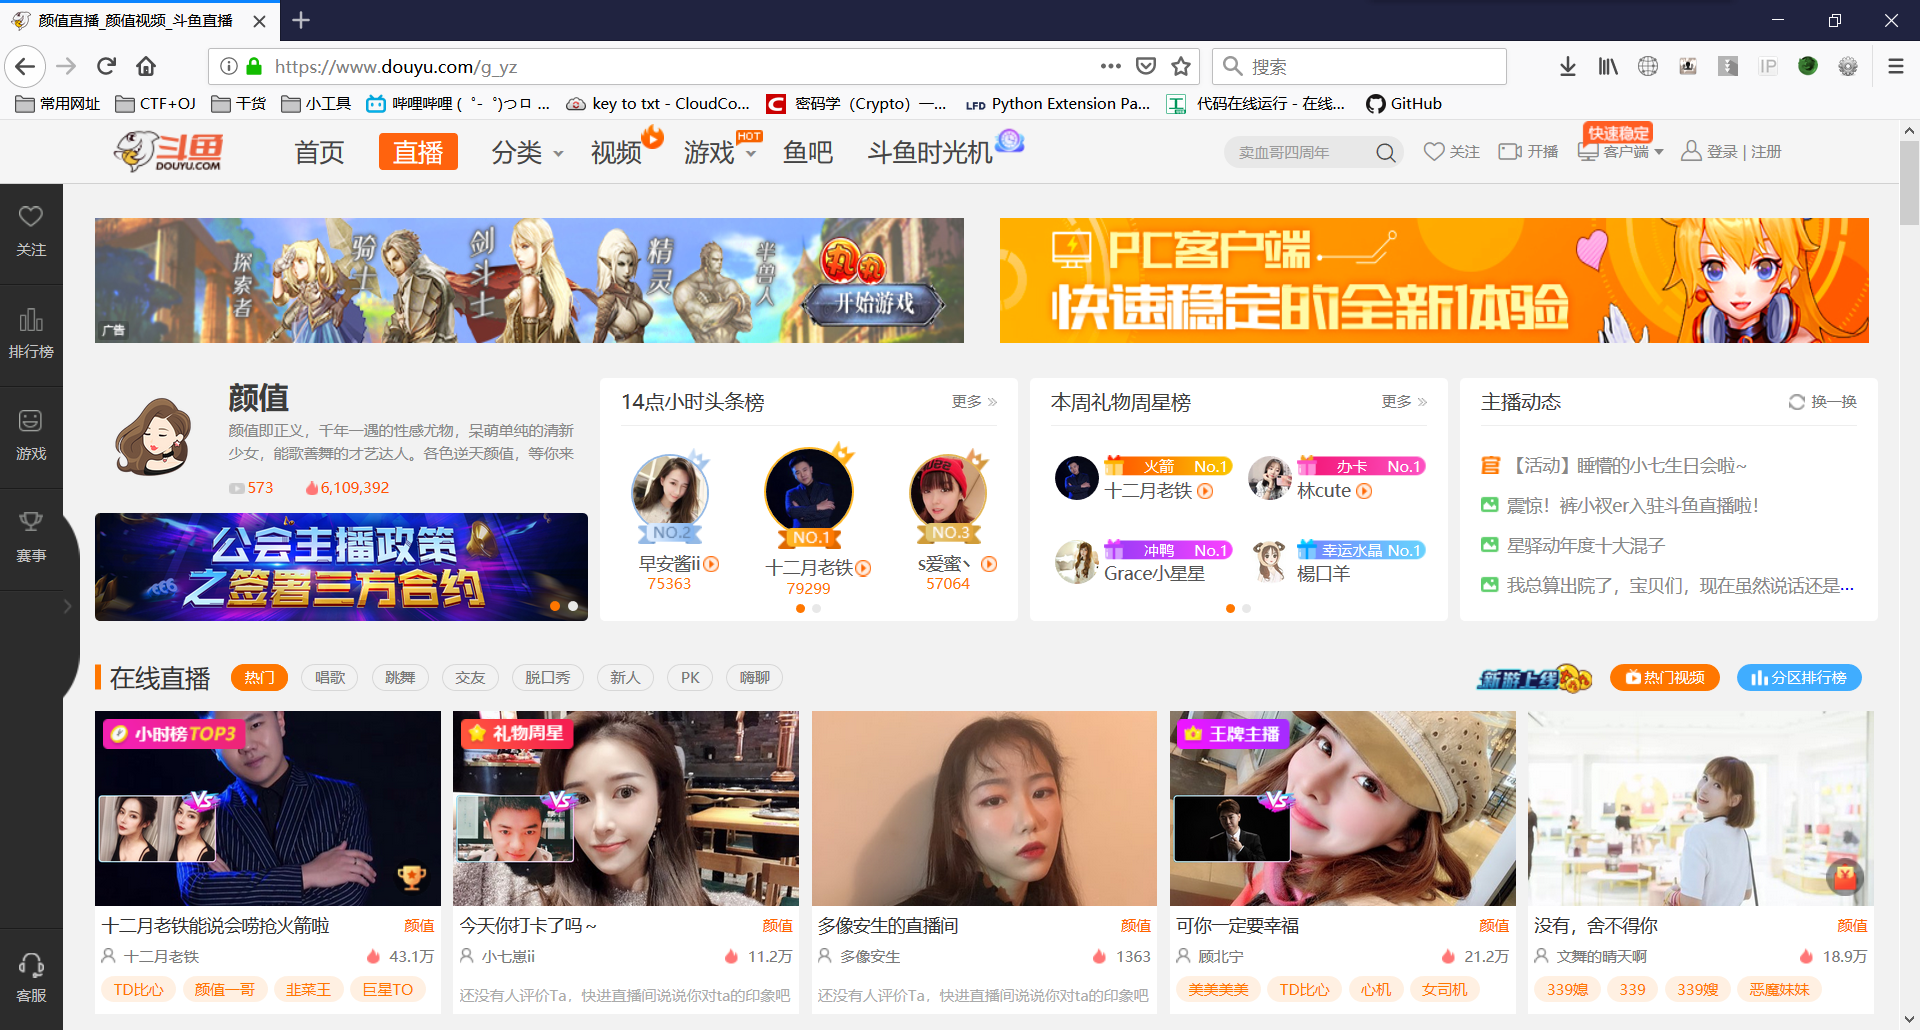 颜值直播_颜值视频_斗鱼直播
https://www.douyu.com/g_yz
搜索
常用网址
CTF+OJ
干货
小工具
哔哩哔哩 ( ゜- ゜)つロ ...
key to txt - CloudCo...
密码学（Crypto）—...
LFD Python Extension Pa...
代码在线运行 - 在线...
GitHub
斗鱼
DOUYU.COM
首页
直播
分类
视频
游戏
HOT
鱼吧
斗鱼时光机
卖血哥四周年
关注
开播
快速稳定
客户端
登录 | 注册
关注
排行榜
游戏
赛事
客服
探索者
骑士
剑斗士
精灵
半兽人
开始游戏
广告
PC客户端
快速稳定的全新体验
颜值
颜值即正义，千年一遇的性感尤物，呆萌单纯的清新
少女，能歌善舞的才艺达人。各色逆天颜值，等你来
573
6,109,392
公会主播政策
之签署三方合约
14点小时头条榜
更多
NO.2
早安酱ii
75363
NO.1
十二月老铁
79299
NO.3
s爱蜜丶
57064
本周礼物周星榜
更多
火箭 No.1
十二月老铁
办卡 No.1
林cute
冲鸭 No.1
Grace小星星
幸运水晶 No.1
楊口羊
主播动态
换一换
【活动】睡懵的小七生日会啦~
震惊！裤小衩er入驻斗鱼直播啦！
星驿动年度十大混子
我总算出院了，宝贝们，现在虽然说话还是...
在线直播
热门
唱歌
跳舞
交友
脱口秀
新人
PK
嗨聊
新游上线
热门视频
分区排行榜
小时榜TOP3
VS
十二月老铁能说会唠抢火箭啦
颜值
十二月老铁
43.1万
TD比心
颜值一哥
韭菜王
巨星TO
礼物周星
VS
今天你打卡了吗～
颜值
小七崽ii
11.2万
还没有人评价Ta，快进直播间说说你对ta的印象吧
多像安生的直播间
颜值
多像安生
1363
还没有人评价Ta，快进直播间说说你对ta的印象吧
王牌主播
VS
可你一定要幸福
颜值
顾北宁
21.2万
美美美美
TD比心
心机
女司机
没有，舍不得你
颜值
文舞的晴天啊
18.9万
339媳
339
339嫂
恶魔妹妹